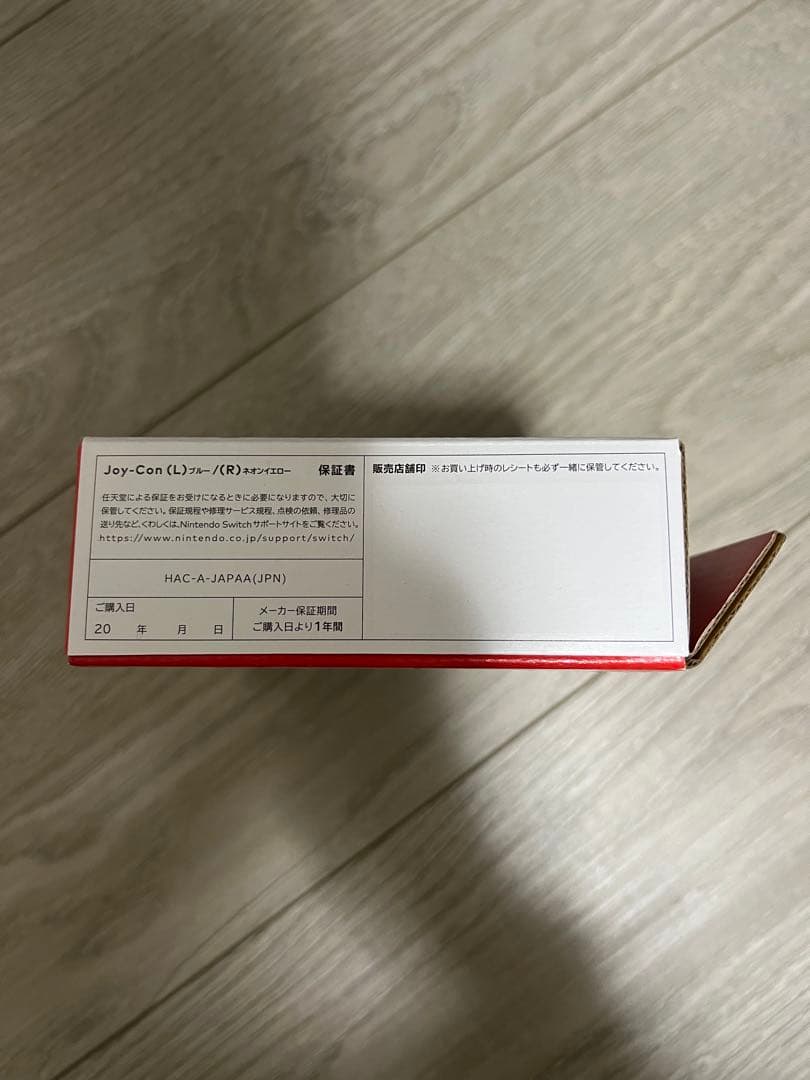 Joy-Con (L)ブルー/(R)ネオンイエロー 保証書
任天堂による保証をお受けになるときに必要になりますので、大切に
保管してください。保証規程や修理サービス規程、点検の依頼、修理品の
送り先など、くわしくは、Nintendo Switchサポートサイトをご覧ください。
https://www.nintendo.co.jp/support/switch/
HAC-A-JAPAA(JPN)
ご購入日
20 年 月 日
メーカー保証期間
ご購入日より1年間
販売店舗印 ※お買い上げ時のレシートも必ず一緒に保管してください。